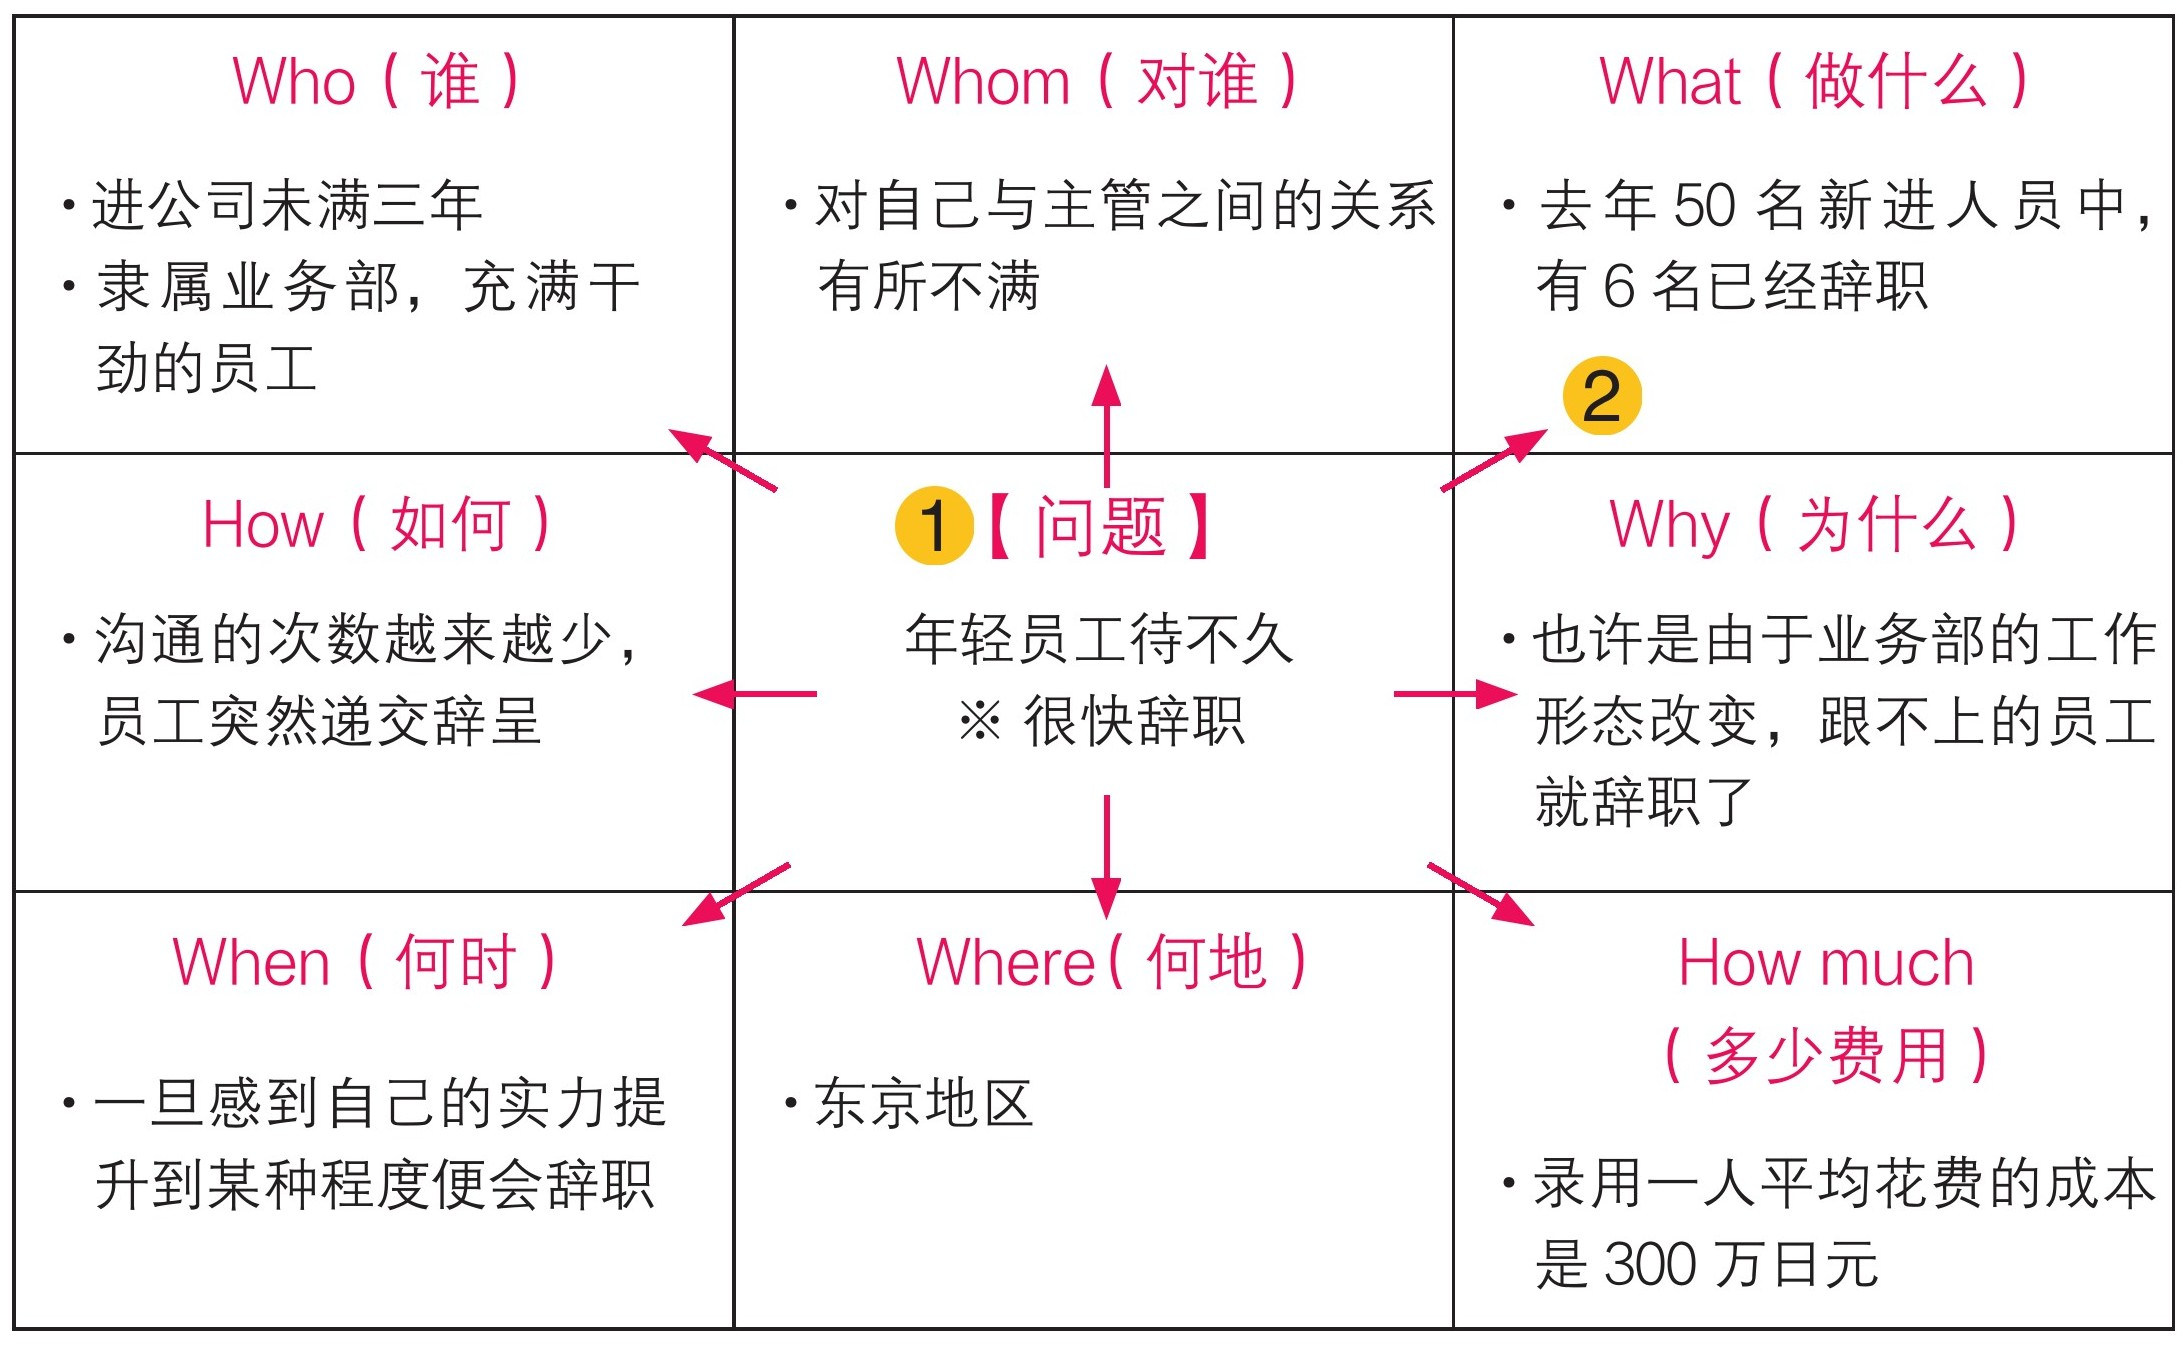 Who（谁）
・进公司未满三年
・隶属业务部，充满干
劲的员工
Whom（对谁）
・对自己与主管之间的关系
有所不满
What（做什么）
・去年50名新进人员中，
有6名已经辞职
2
How（如何）
・沟通的次数越来越少，
员工突然递交辞呈
1【问题】
年轻员工待不久
※ 很快辞职
Why（为什么）
・也许是由于业务部的工作
形态改变，跟不上的员工
就辞职了
When（何时）
・一旦感到自己的实力提
升到某种程度便会辞职
Where（何地）
・东京地区
How much
（多少费用）
・录用一人平均花费的成本
是300万日元